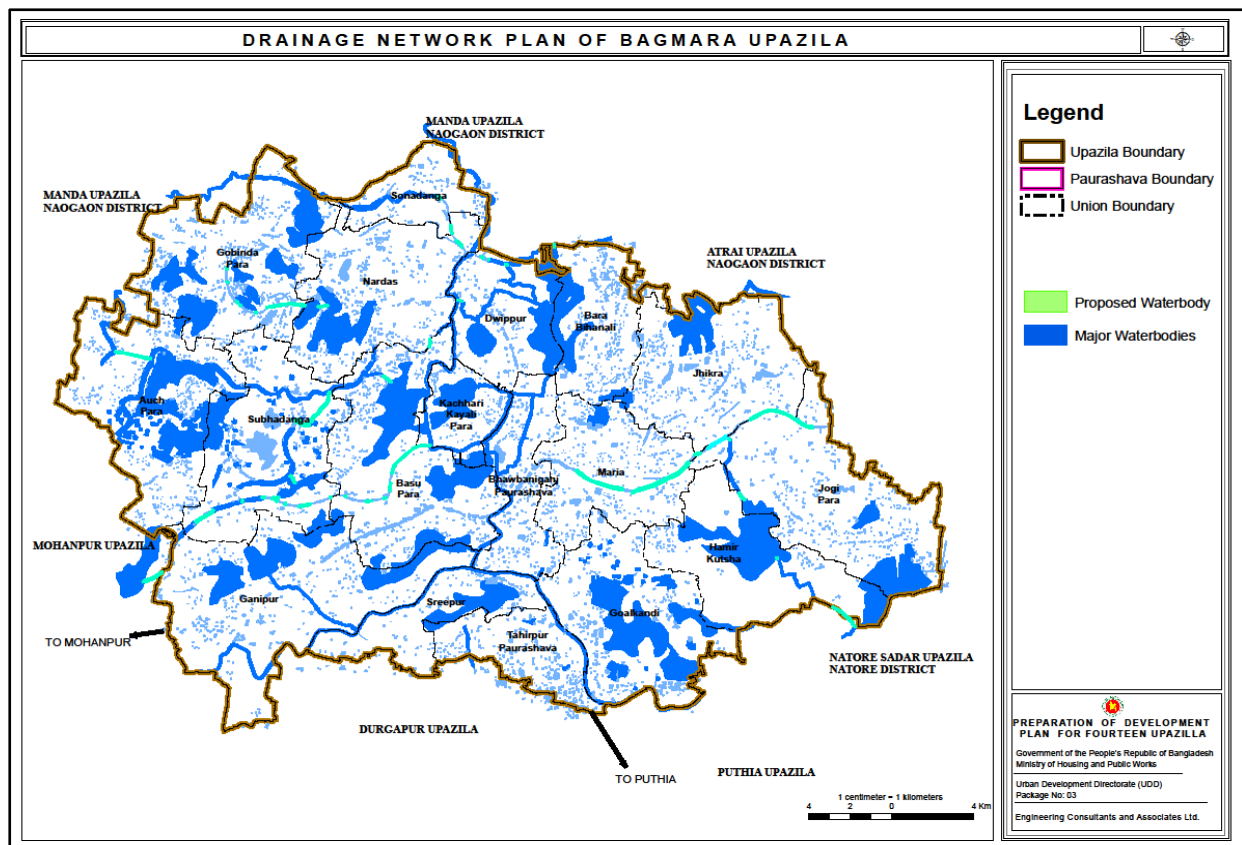 DRAINAGE NETWORK PLAN OF BAGMARA UPAZILA
MANDA UPAZILA
NAOGAON DISTRICT
MANDA UPAZILA
NAOGAON DISTRICT
Sonadanga
Gobinda
Para
Nardas
ATRAI UPAZILA
NAOGAON DISTRICT
Dwippur
Bara
Bihanali
Jhikra
Auch
Para
Subhadanga
Kachhari
Kayali
Para
Basu
Para
Bhawbaniganj
Paurashava
Maria
Jogi
Para
MOHANPUR UPAZILA
Hamir
Kutsha
Ganipur
Sreepur
Goalkandi
TO MOHANPUR
Tahirpur
Paurashava
NATORE SADAR UPAZILA
NATORE DISTRICT
DURGAPUR UPAZILA
TO PUTHIA
PUTHIA UPAZILA
1 centimeter = 1 kilometers
4 2 0 4 Km
Legend
Upazila Boundary
Paurashava Boundary
Union Boundary
Proposed Waterbody
Major Waterbodies
PREPARATION OF DEVELOPMENT
PLAN FOR FOURTEEN UPAZILLA
Government of the People's Republic of Bangladesh
Ministry of Housing and Public Works
Urban Development Directorate (UDD)
Package No: 03
Engineering Consultants and Associates Ltd.